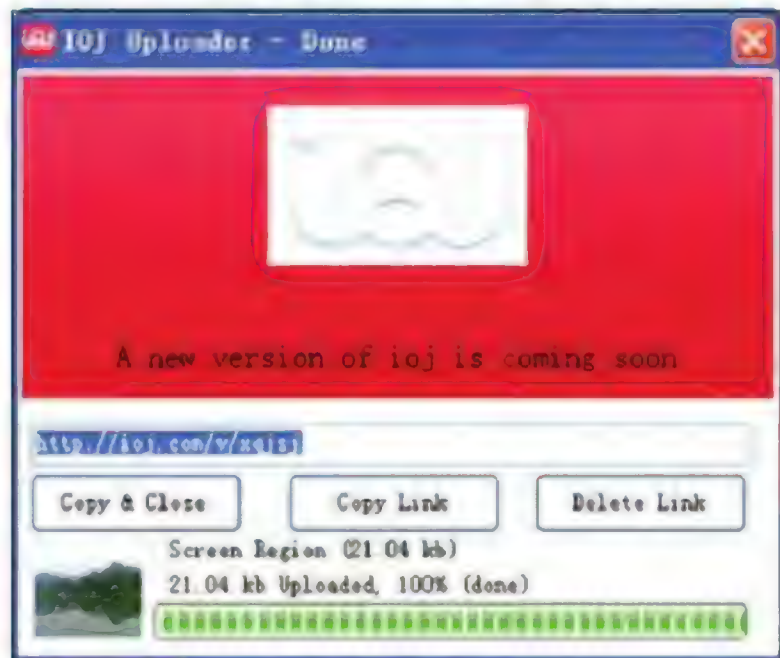 IOJ Uploader - Done
A new version of ioj is coming soon
Copy & Close
Copy Link
Delete Link
Screen Region (21.04 kb)
21.04 kb Uploaded, 100% (done)